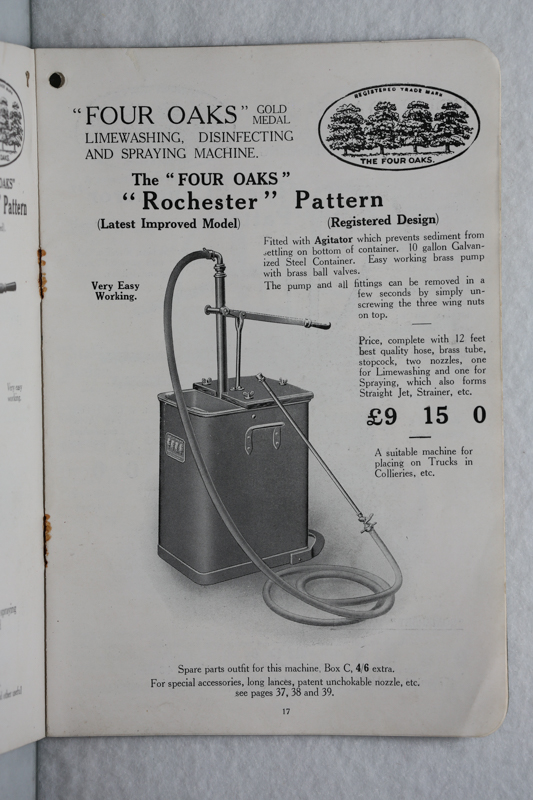 "FOUR OAKS" GOLD MEDAL
LIMEWASHING, DISINFECTING
AND SPRAYING MACHINE.
REGISTERED TRADE MARK
THE FOUR OAKS.
The "FOUR OAKS"
"Rochester" Pattern
(Latest Improved Model)
(Registered Design)
Fitted with Agitator which prevents sediment from
settling on bottom of container. 10 gallon Galvan-
ized Steel Container. Easy working brass pump
with brass ball valves.
The pump and all fittings can be removed in a
few seconds by simply un-
screwing the three wing nuts
on top.
Very Easy
Working.
Price, complete with 12 feet
best quality hose, brass tube,
stopcock, two nozzles, one
for Limewashing and one for
Spraying, which also forms
Straight Jet, Strainer, etc.
£9 15 0
A suitable machine for
placing on Trucks in
Collieries, etc.
Spare parts outfit for this machine, Box C, 4/6 extra.
For special accessories, long lances, patent unchokable nozzle, etc.
see pages 37, 38 and 39.
17
OAKS"
Pattern
Very easy
working.
spraying